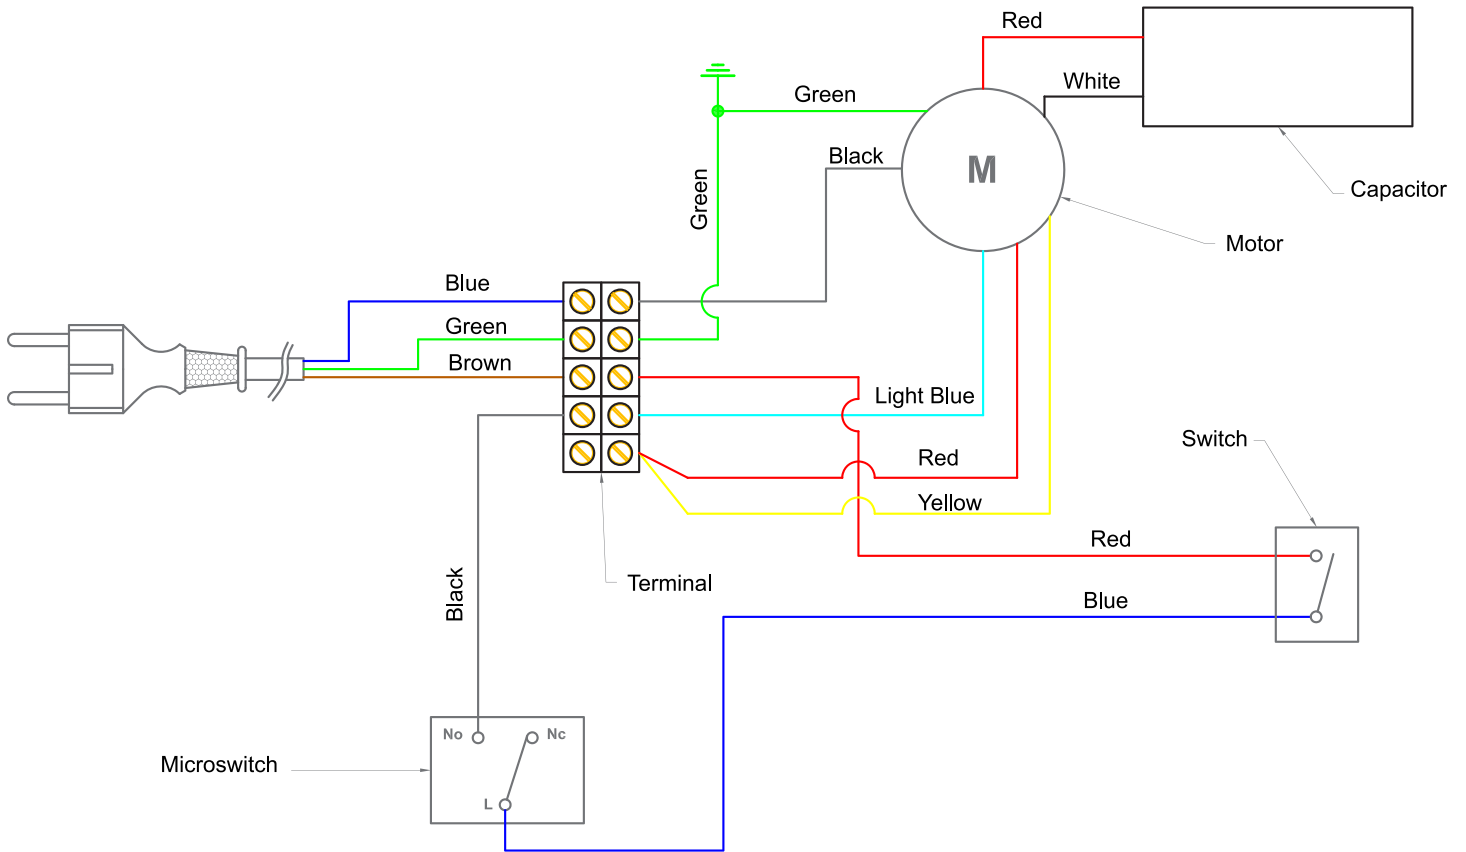 Red
White
Green
Black
M
Green
Capacitor
Motor
Blue
Green
Brown
Light Blue
Switch
Red
Yellow
Red
Terminal
Black
Blue
No
Nc
Microswitch
L